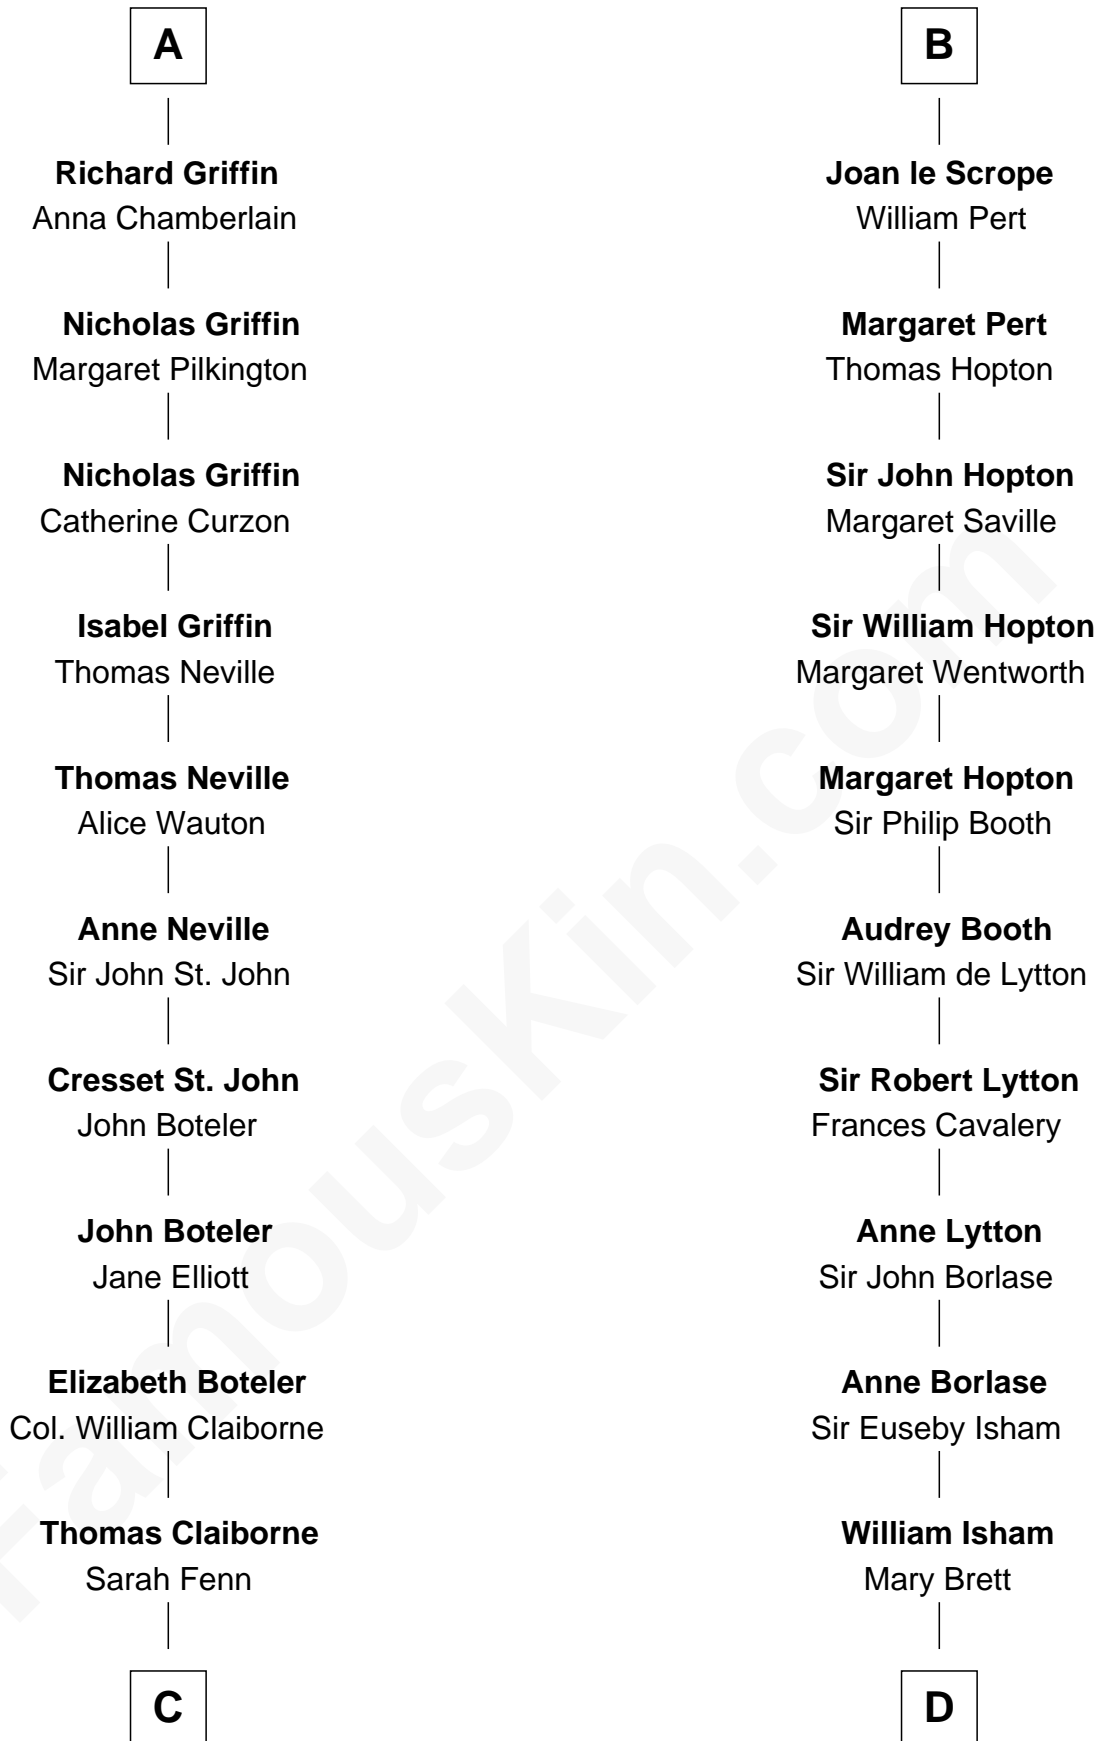 A
Richard Griffin
Anna Chamberlain
Nicholas Griffin
Margaret Pilkington
Nicholas Griffin
Catherine Curzon
Isabel Griffin
Thomas Neville
Thomas Neville
Alice Wauton
Anne Neville
Sir John St. John
Cresset St. John
John Boteler
John Boteler
Jane Elliott
Elizabeth Boteler
Col. William Claiborne
Thomas Claiborne
Sarah Fenn
C
B
Joan le Scrope
William Pert
Margaret Pert
Thomas Hopton
Sir John Hopton
Margaret Saville
Sir William Hopton
Margaret Wentworth
Margaret Hopton
Sir Philip Booth
Audrey Booth
Sir William de Lytton
Sir Robert Lytton
Frances Cavalery
Anne Lytton
Sir John Borlase
Anne Borlase
Sir Euseby Isham
William Isham
Mary Brett
D
FamousKin.com